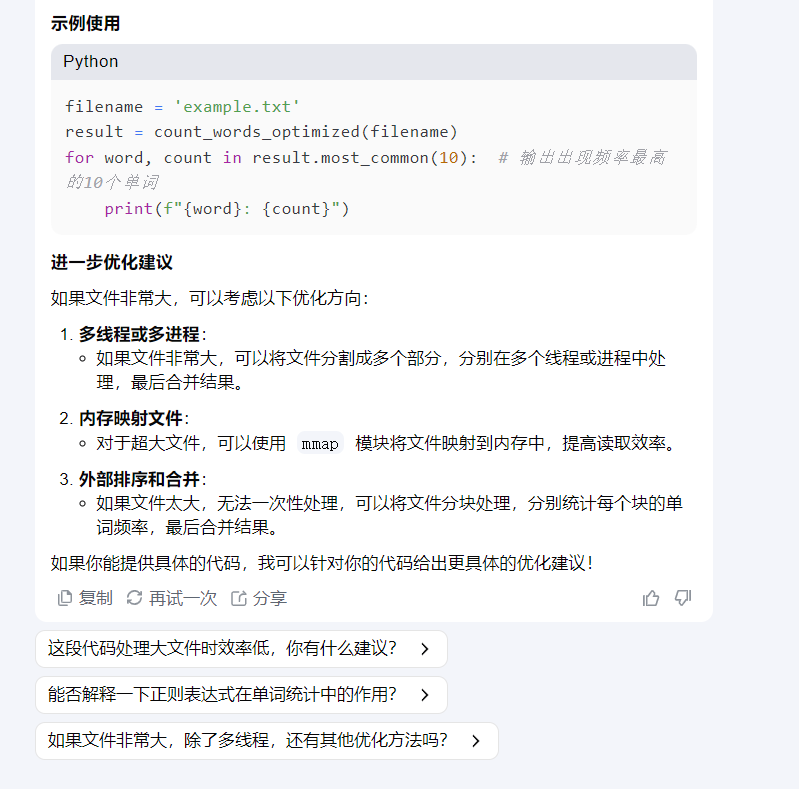 示例使用
Python
filename = 'example.txt'
result = count_words_optimized(filename)
for word, count in result.most_common(10):  # 输出出现频率最高
的10个单词
    print(f"{word}: {count}")
进一步优化建议
如果文件非常大，可以考虑以下优化方向：
1. 多线程或多进程：
◦ 如果文件非常大，可以将文件分割成多个部分，分别在多个线程或进程中处
理，最后合并结果。
2. 内存映射文件：
◦ 对于超大文件，可以使用 mmap 模块将文件映射到内存中，提高读取效率。
3. 外部排序和合并：
◦ 如果文件太大，无法一次性处理，可以将文件分块处理，分别统计每个块的单
词频率，最后合并结果。
如果你能提供具体的代码，我可以针对你的代码给出更具体的优化建议！
复制 再试一次 分享
这段代码处理大文件时效率低，你有什么建议？
能否解释一下正则表达式在单词统计中的作用？
如果文件非常大，除了多线程，还有其他优化方法吗？